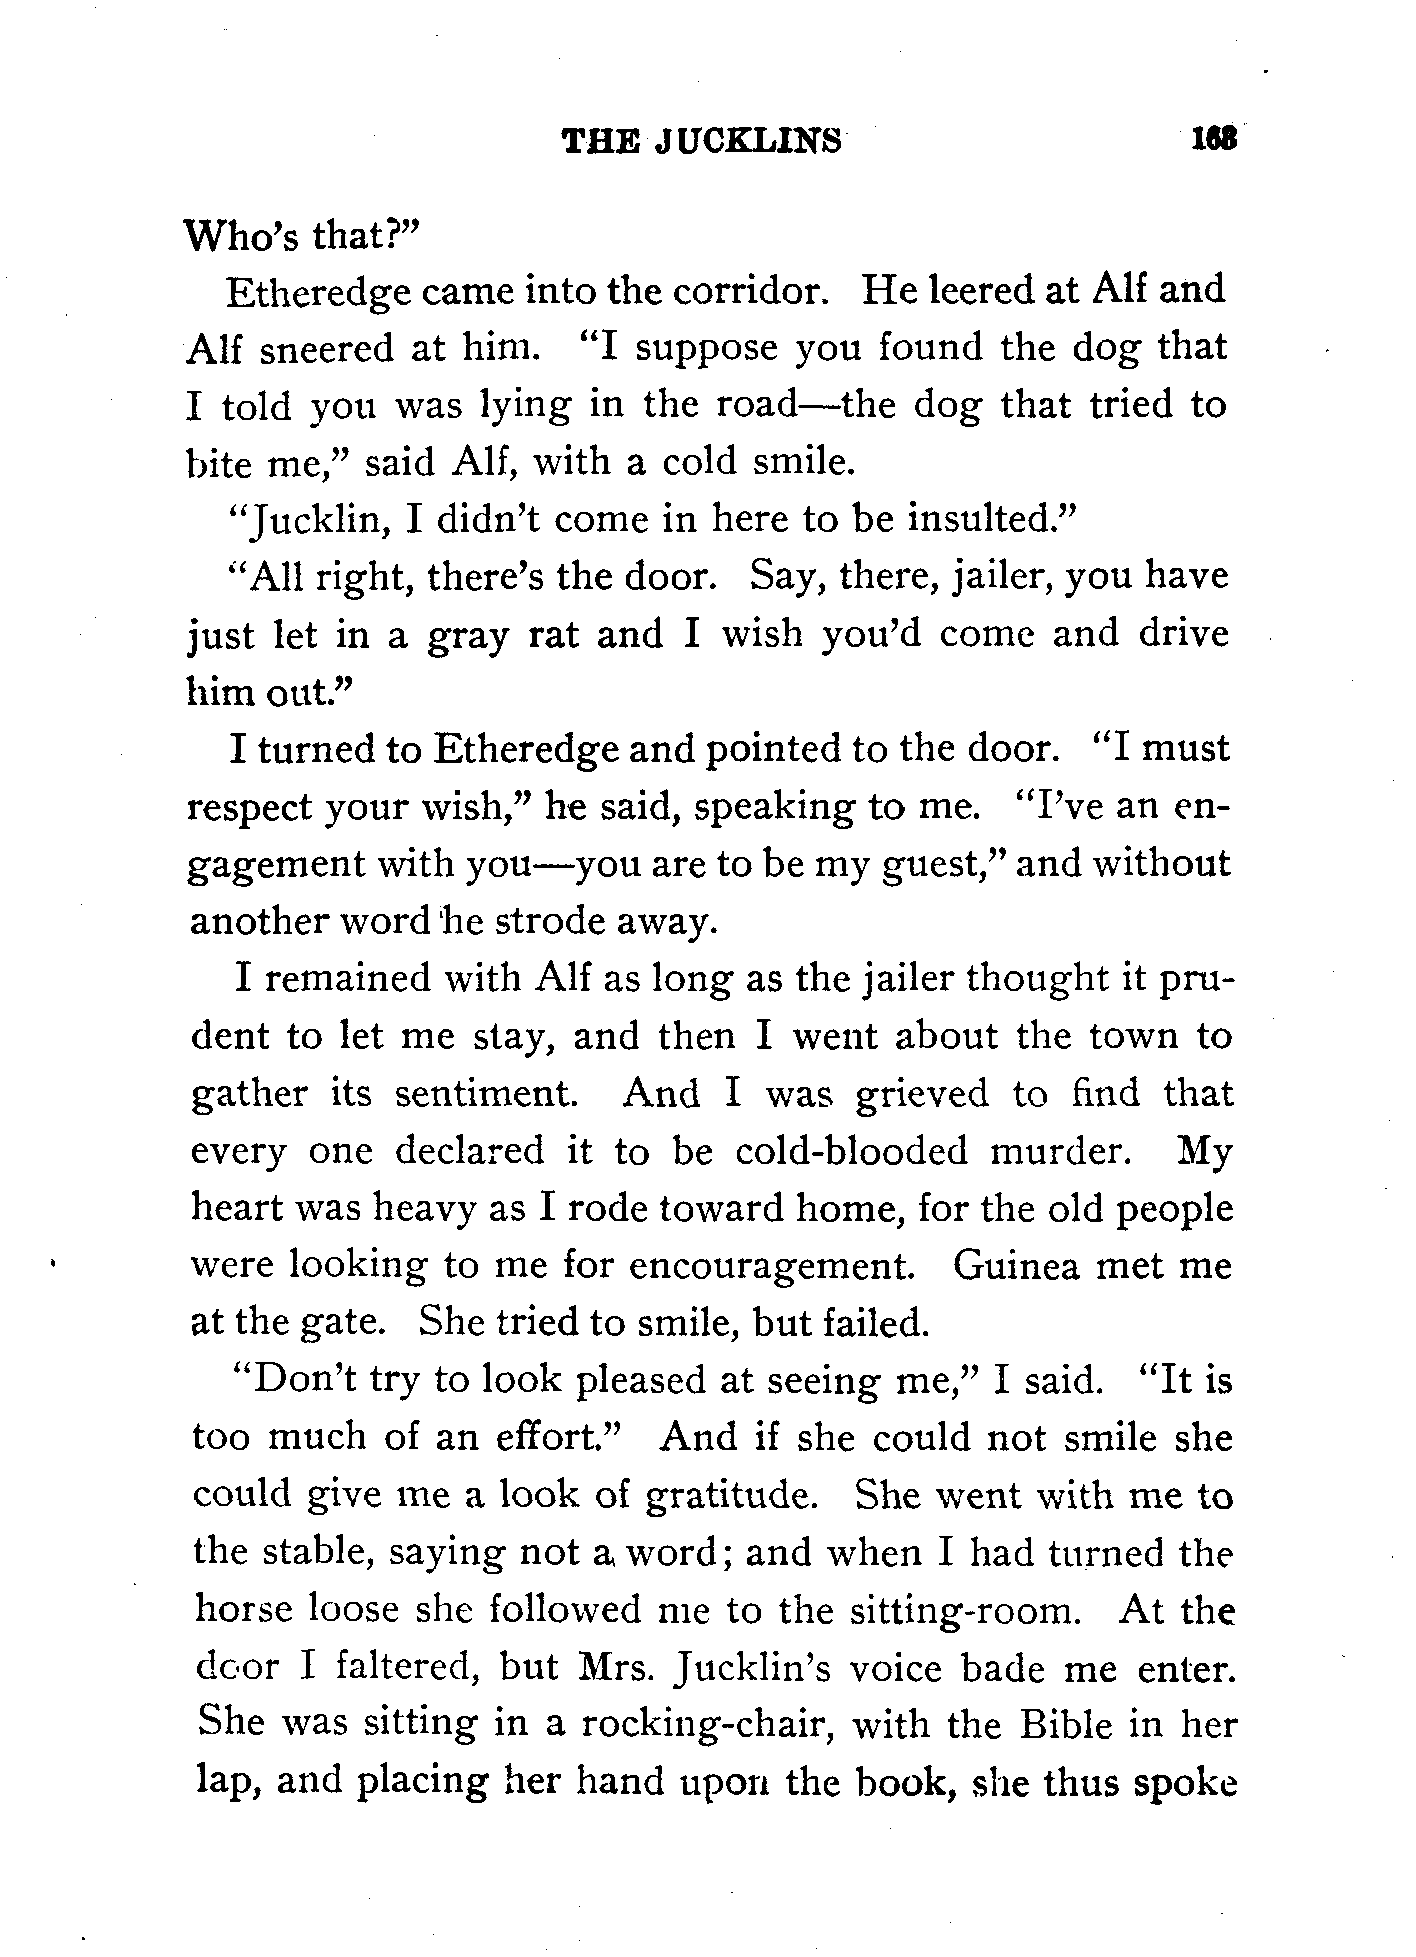 THE JUCKLINS 163
Who's that?”
Etheredge came into the corridor. He leered at Alf and
Alf sneered at him. “I suppose you found the dog that
I told you was lying in the road—the dog that tried to
bite me,” said Alf, with a cold smile.
“Jucklin, I didn't come in here to be insulted.”
“All right, there's the door. Say, there, jailer, you have
just let in a gray rat and I wish you'd come and drive
him out.”
I turned to Etheredge and pointed to the door. “I must
respect your wish,” he said, speaking to me. “I've an en-
gagement with you—you are to be my guest,” and without
another word he strode away.
I remained with Alf as long as the jailer thought it pru-
dent to let me stay, and then I went about the town to
gather its sentiment. And I was grieved to find that
every one declared it to be cold-blooded murder. My
heart was heavy as I rode toward home, for the old people
were looking to me for encouragement. Guinea met me
at the gate. She tried to smile, but failed.
“Don't try to look pleased at seeing me,” I said. “It is
too much of an effort.” And if she could not smile she
could give me a look of gratitude. She went with me to
the stable, saying not a word; and when I had turned the
horse loose she followed me to the sitting-room. At the
door I faltered, but Mrs. Jucklin's voice bade me enter.
She was sitting in a rocking-chair, with the Bible in her
lap, and placing her hand upon the book, she thus spoke